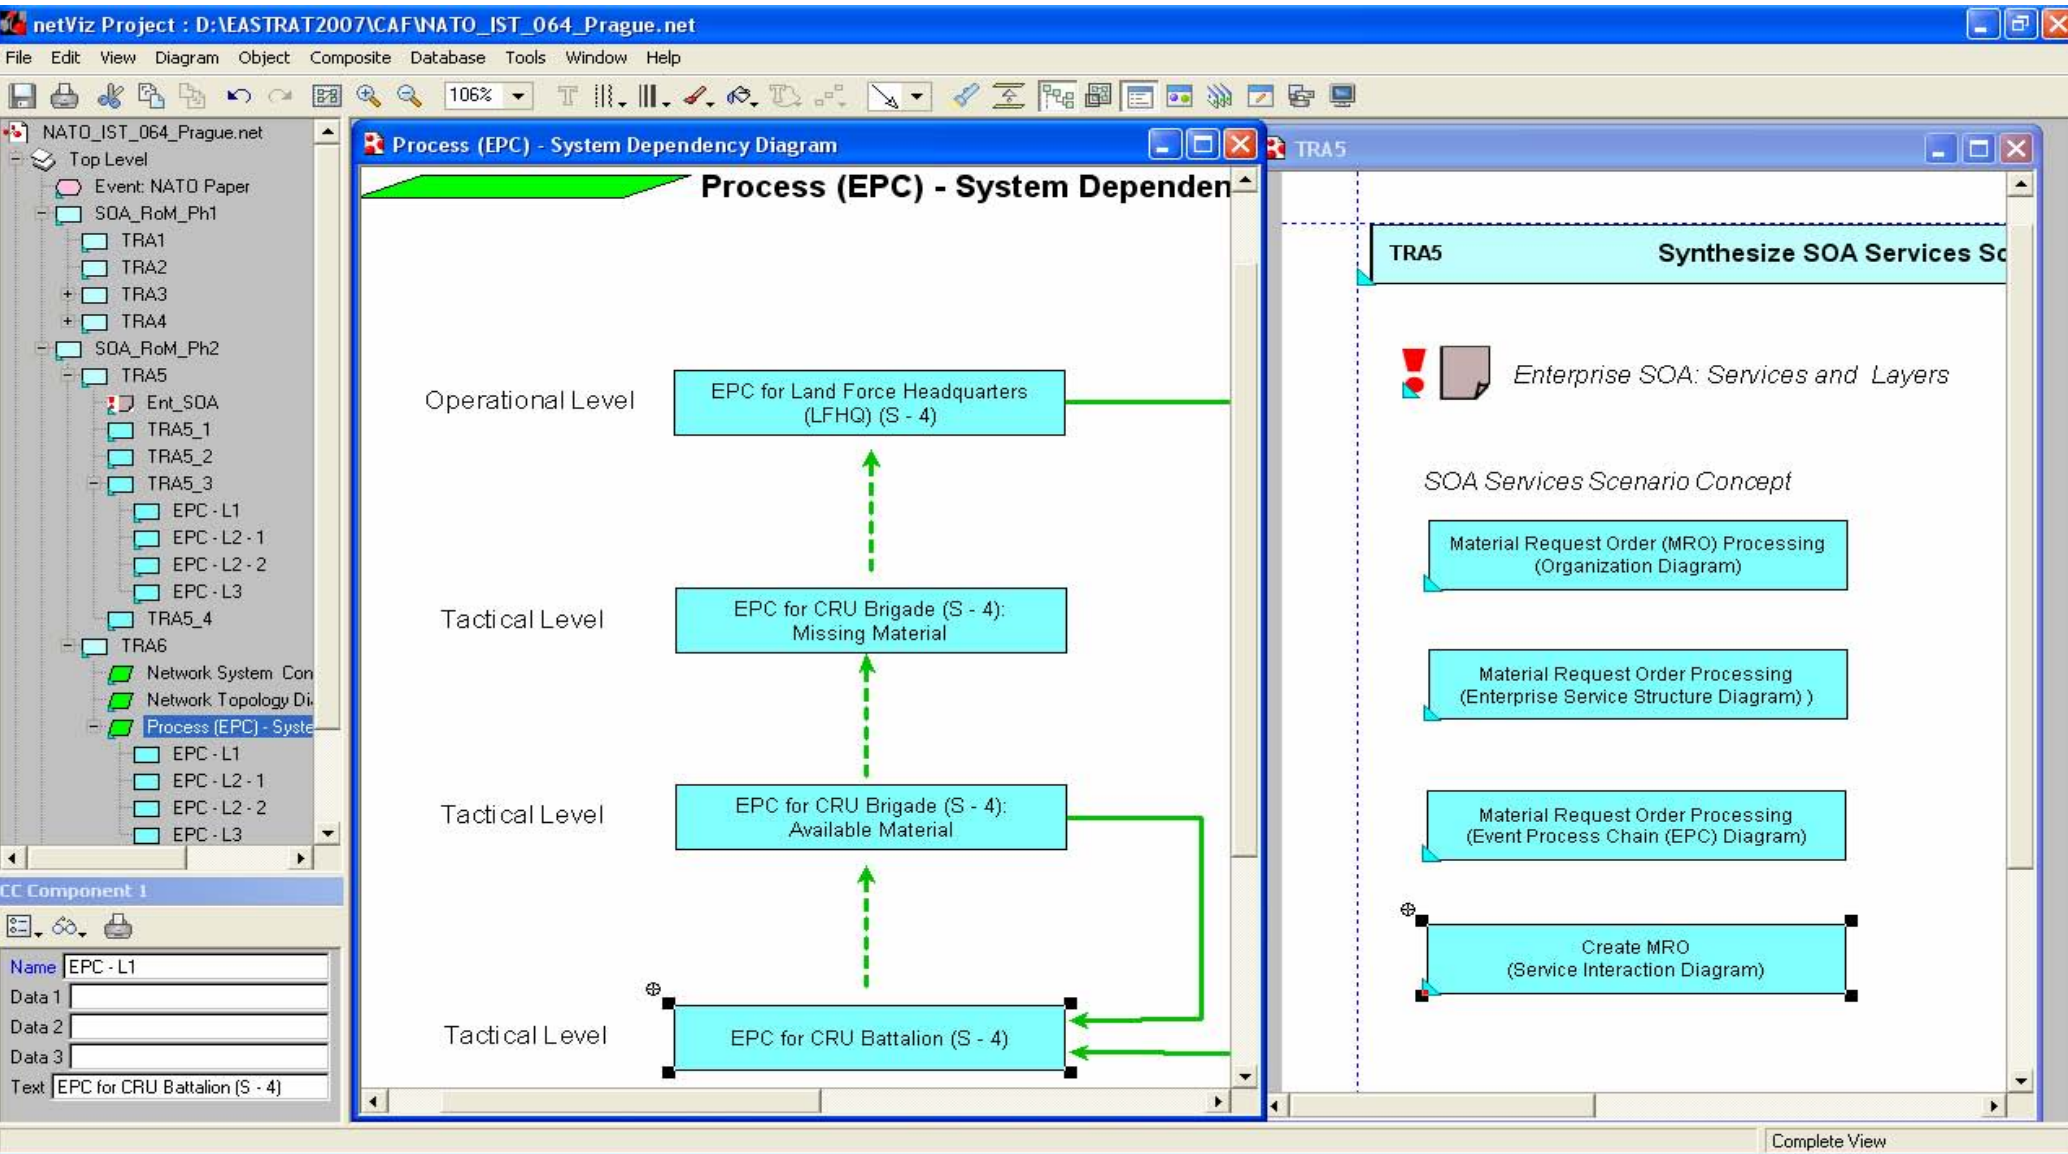 netViz Project : D:\EASTRAT2007\CAF\NATO_IST_064_Prague.net
File Edit View Diagram Object Composite Database Tools Window Help
106%
NATO_IST_064_Prague.net
Top Level
Event: NATO Paper
SOA_RoM_Ph1
TRA1
TRA2
TRA3
TRA4
SOA_RoM_Ph2
TRA5
Ent_SOA
TRA5_1
TRA5_2
TRA5_3
EPC - L1
EPC - L2 - 1
EPC - L2 - 2
EPC - L3
TRA5_4
TRA6
Network System Con
Network Topology Di
Process (EPC) - Syste
EPC - L1
EPC - L2 - 1
EPC - L2 - 2
EPC - L3
CC Component 1
Name EPC - L1
Data 1
Data 2
Data 3
Text EPC for CRU Battalion (S - 4)
Process (EPC) - System Dependency Diagram
Process (EPC) - System Dependen
Operational Level
EPC for Land Force Headquarters
(LFHQ) (S - 4)
Tactical Level
EPC for CRU Brigade (S - 4):
Missing Material
Tactical Level
EPC for CRU Brigade (S - 4):
Available Material
Tactical Level
EPC for CRU Battalion (S - 4)
TRA5
TRA5 Synthesize SOA Services Sc
Enterprise SOA: Services and Layers
SOA Services Scenario Concept
Material Request Order (MRO) Processing
(Organization Diagram)
Material Request Order Processing
(Enterprise Service Structure Diagram) )
Material Request Order Processing
(Event Process Chain (EPC) Diagram)
Create MRO
(Service Interaction Diagram)
Complete View